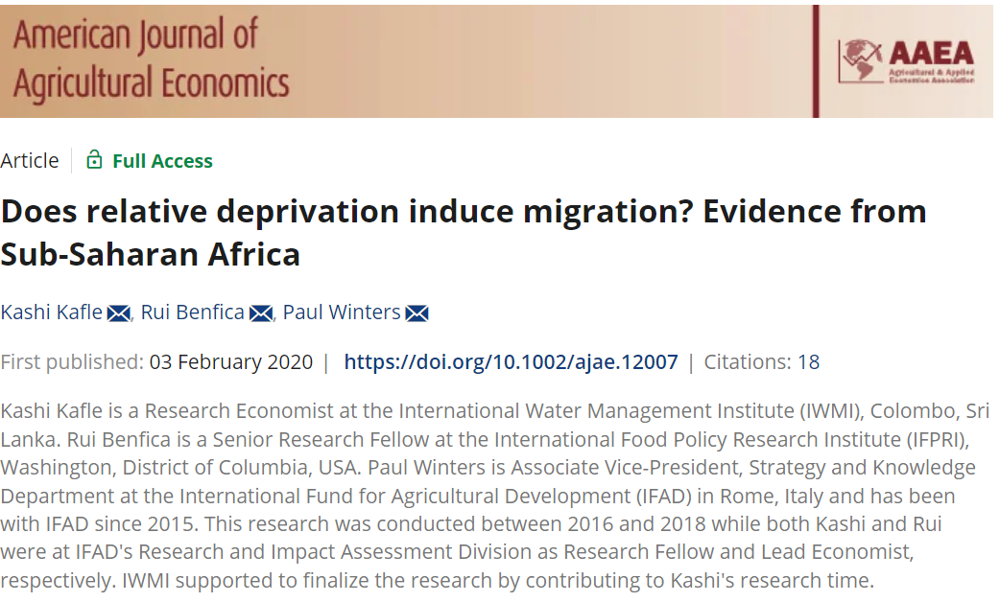 American Journal of
Agricultural Economics
AAEA
Agricultural & Applied
Economics Association
Article
Full Access
Does relative deprivation induce migration? Evidence from
Sub-Saharan Africa
Kashi Kafle, Rui Benfica, Paul Winters
First published: 03 February 2020 | https://doi.org/10.1002/ajae.12007 | Citations: 18
Kashi Kafle is a Research Economist at the International Water Management Institute (IWMI), Colombo, Sri
Lanka. Rui Benfica is a Senior Research Fellow at the International Food Policy Research Institute (IFPRI),
Washington, District of Columbia, USA. Paul Winters is Associate Vice-President, Strategy and Knowledge
Department at the International Fund for Agricultural Development (IFAD) in Rome, Italy and has been
with IFAD since 2015. This research was conducted between 2016 and 2018 while both Kashi and Rui
were at IFAD's Research and Impact Assessment Division as Research Fellow and Lead Economist,
respectively. IWMI supported to finalize the research by contributing to Kashi's research time.